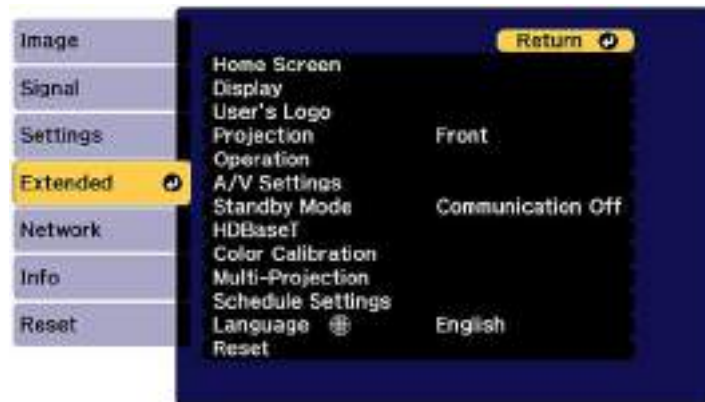 Image
Signal
Settings
Extended
Network
Info
Reset
Return
Home Screen
Display
User's Logo
Projection Front
Operation
A/V Settings
Standby Mode Communication Off
HDBaseT
Color Calibration
Multi-Projection
Schedule Settings
Language English
Reset